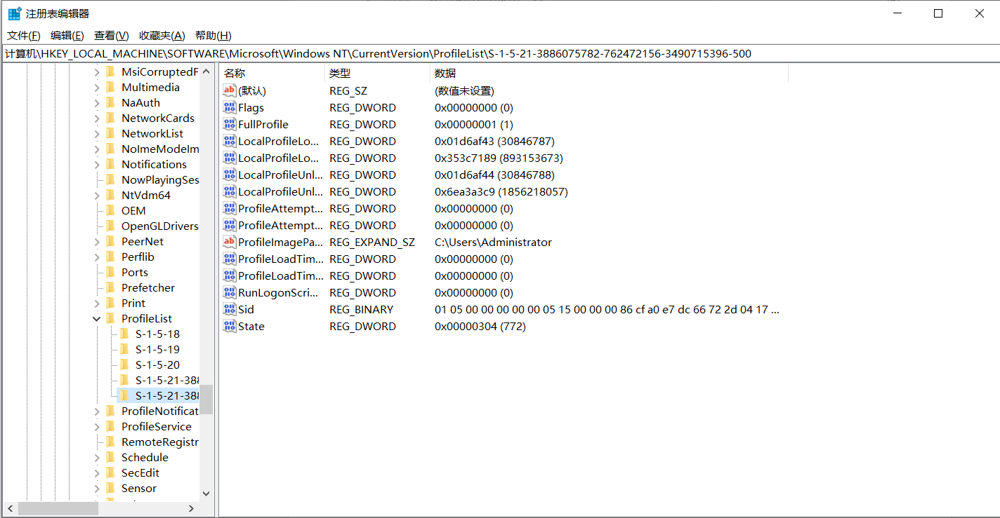 注册表编辑器
文件(F) 编辑(E) 查看(V) 收藏夹(A) 帮助(H)
计算机\HKEY_LOCAL_MACHINE\SOFTWARE\Microsoft\Windows NT\CurrentVersion\ProfileList\S-1-5-21-3886075782-762472156-3490715396-500
MsiCorruptedF
Multimedia
NaAuth
NetworkCards
NetworkList
NoImeModeIm
Notifications
NowPlayingSes
NtVdm64
OEM
OpenGLDrivers
PeerNet
Perflib
Ports
Prefetcher
Print
ProfileList
S-1-5-18
S-1-5-19
S-1-5-20
S-1-5-21-388
S-1-5-21-388
ProfileNotificat
ProfileService
RemoteRegistr
Schedule
SecEdit
Sensor
名称 类型 数据
(默认) REG_SZ (数值未设置)
Flags REG_DWORD 0x00000000 (0)
FullProfile REG_DWORD 0x00000001 (1)
LocalProfileLo... REG_DWORD 0x01d6af43 (30846787)
LocalProfileLo... REG_DWORD 0x353c7189 (893153673)
LocalProfileUnl... REG_DWORD 0x01d6af44 (30846788)
LocalProfileUnl... REG_DWORD 0x6ea3a3c9 (1856218057)
ProfileAttempt... REG_DWORD 0x00000000 (0)
ProfileAttempt... REG_DWORD 0x00000000 (0)
ProfileImagePa... REG_EXPAND_SZ C:\Users\Administrator
ProfileLoadTim... REG_DWORD 0x00000000 (0)
ProfileLoadTim... REG_DWORD 0x00000000 (0)
RunLogonScri... REG_DWORD 0x00000000 (0)
Sid REG_BINARY 01 05 00 00 00 00 00 05 15 00 00 00 86 cf a0 e7 dc 66 72 2d 04 17 ...
State REG_DWORD 0x00000304 (772)